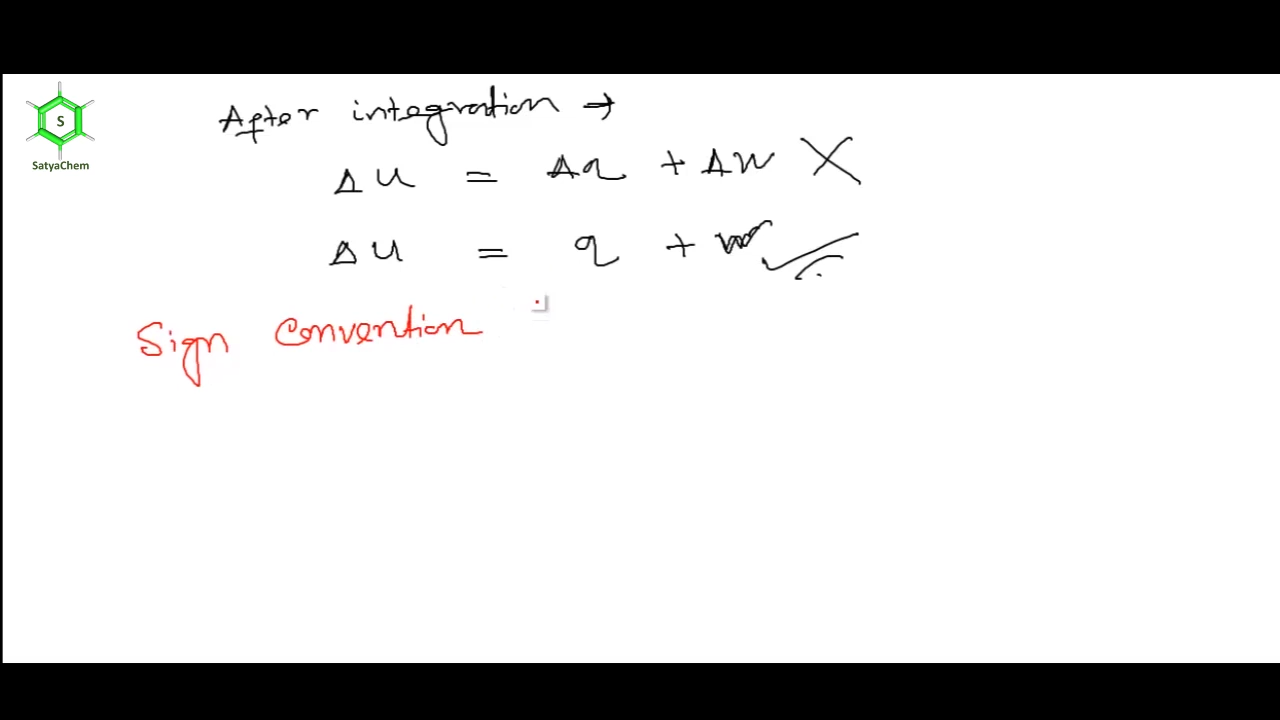 S
SatyaChem
After integration →
Δu = Δq + Δw X
Δu = q + w ✓
Sign Convention